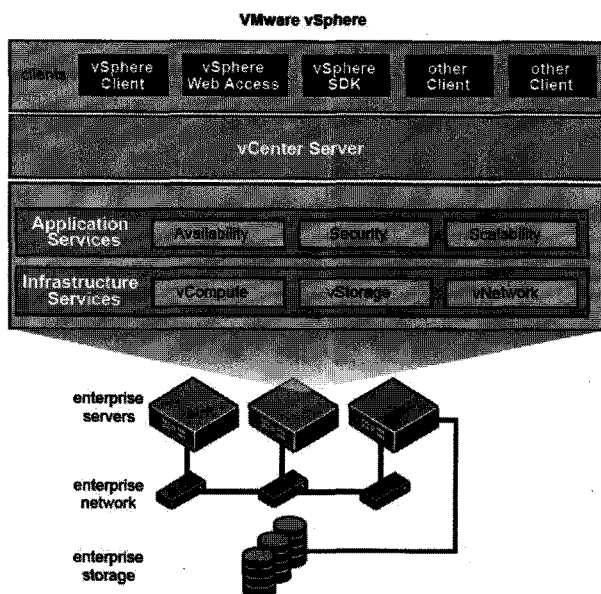 VMware vSphere
clients
vSphere
Client
vSphere
Web Access
vSphere
SDK
other
Client
other
Client
vCenter Server
Application
Services
Availability
Security
Scalability
Infrastructure
Services
vCompute
vStorage
vNetwork
enterprise
servers
enterprise
network
enterprise
storage